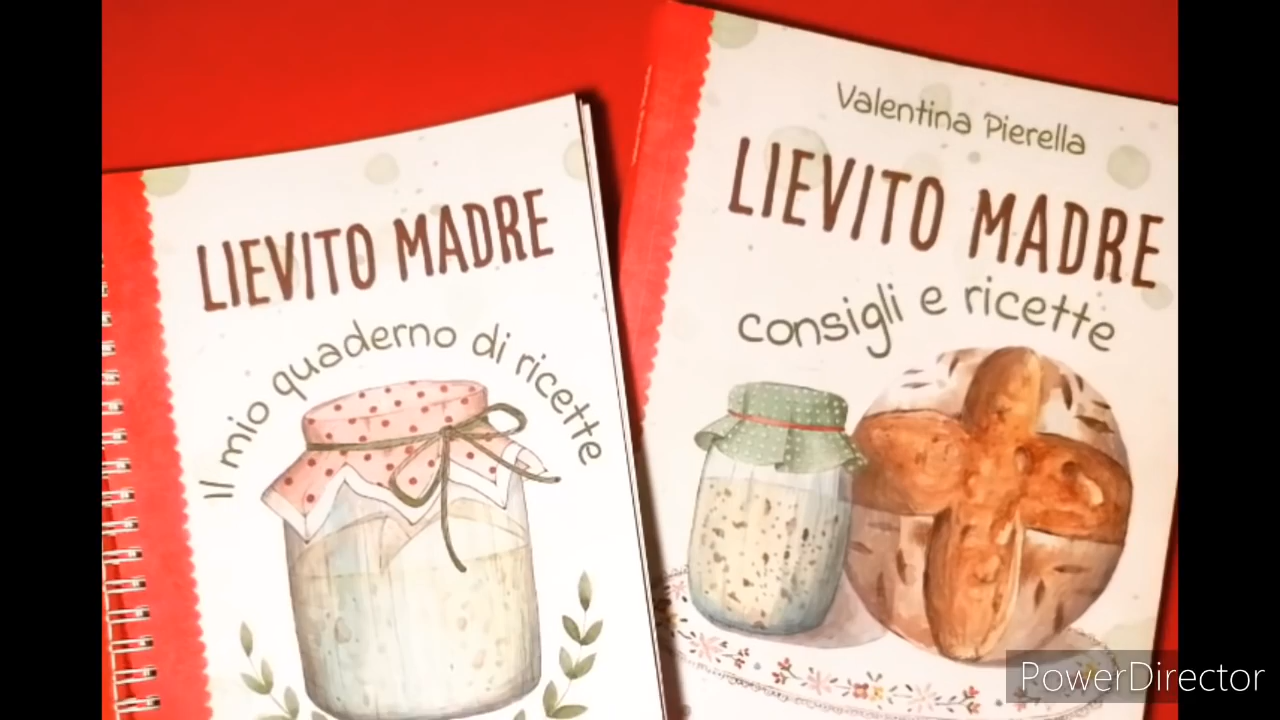 LIEVITO MADRE
Il mio quaderno di ricette
Valentina Pierella
LIEVITO MADRE
consigli e ricette
PowerDirector